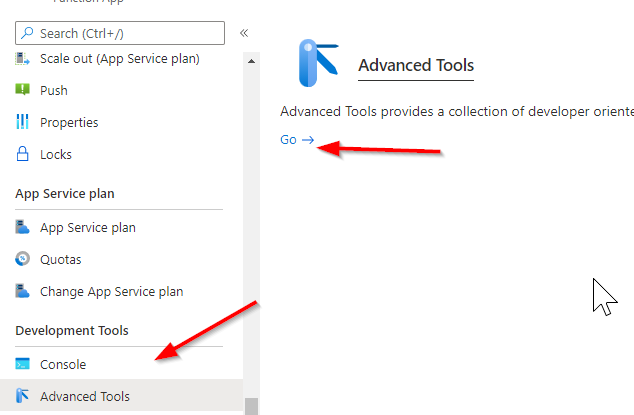 Function App
Search (Ctrl+/)
Scale out (App Service plan)
Push
Properties
Locks
App Service plan
App Service plan
Quotas
Change App Service plan
Development Tools
Console
Advanced Tools
Advanced Tools
Advanced Tools provides a collection of developer oriente
Go →